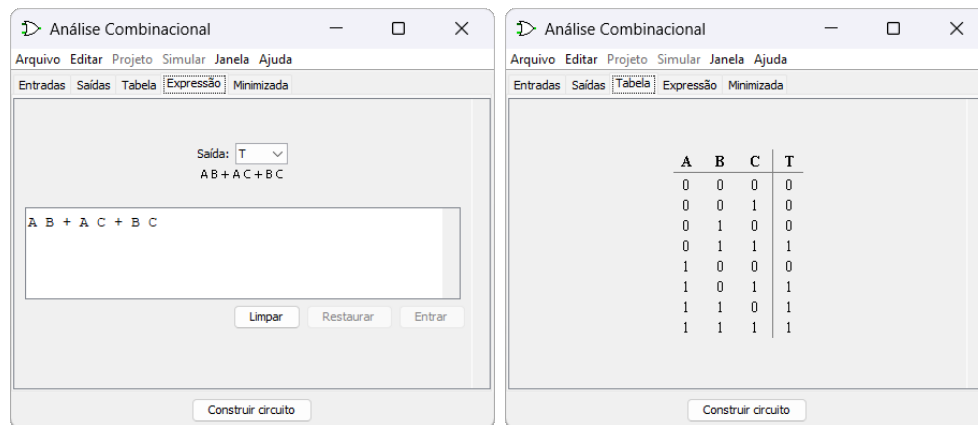 Análise Combinacional
Arquivo Editar Projeto Simular Janela Ajuda
Entradas Saídas Tabela Expressão Minimizada
Saída: T
A B + A C + B C
A B + A C + B C
Limpar Restaurar Entrar
Construir circuito
Análise Combinacional
Arquivo Editar Projeto Simular Janela Ajuda
Entradas Saídas Tabela Expressão Minimizada
A B C T
0 0 0 0
0 0 1 0
0 1 0 0
0 1 1 1
1 0 0 0
1 0 1 1
1 1 0 1
1 1 1 1
Construir circuito